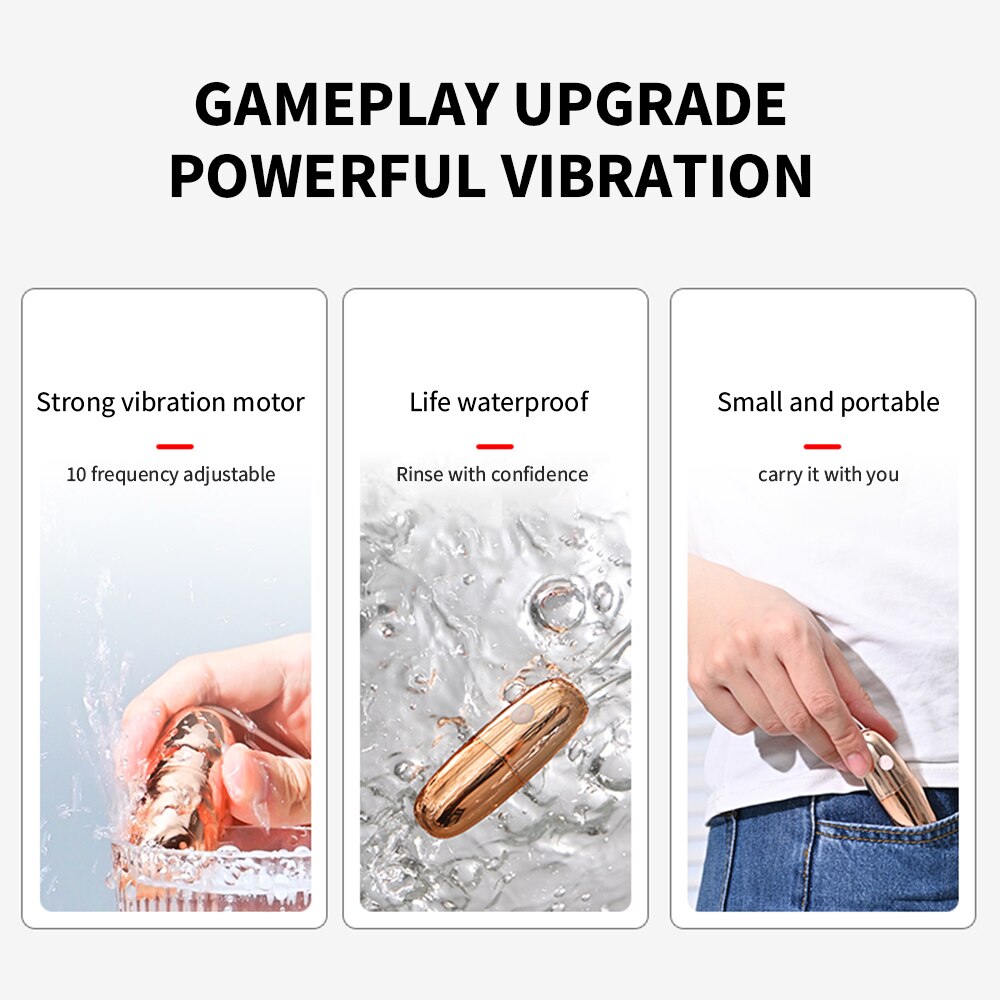 GAMEPLAY UPGRADE
POWERFUL VIBRATION
Strong vibration motor
10 frequency adjustable
Life waterproof
Rinse with confidence
Small and portable
carry it with you